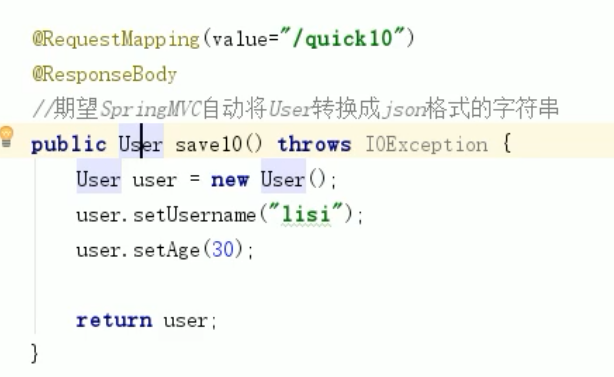 @RequestMapping(value="/quick10")
@ResponseBody
//期望SpringMVC自动将User转换成json格式的字符串
public User save10() throws IOException {
User user = new User();
user.setUsername("lisi");
user.setAge(30);
return user;
}